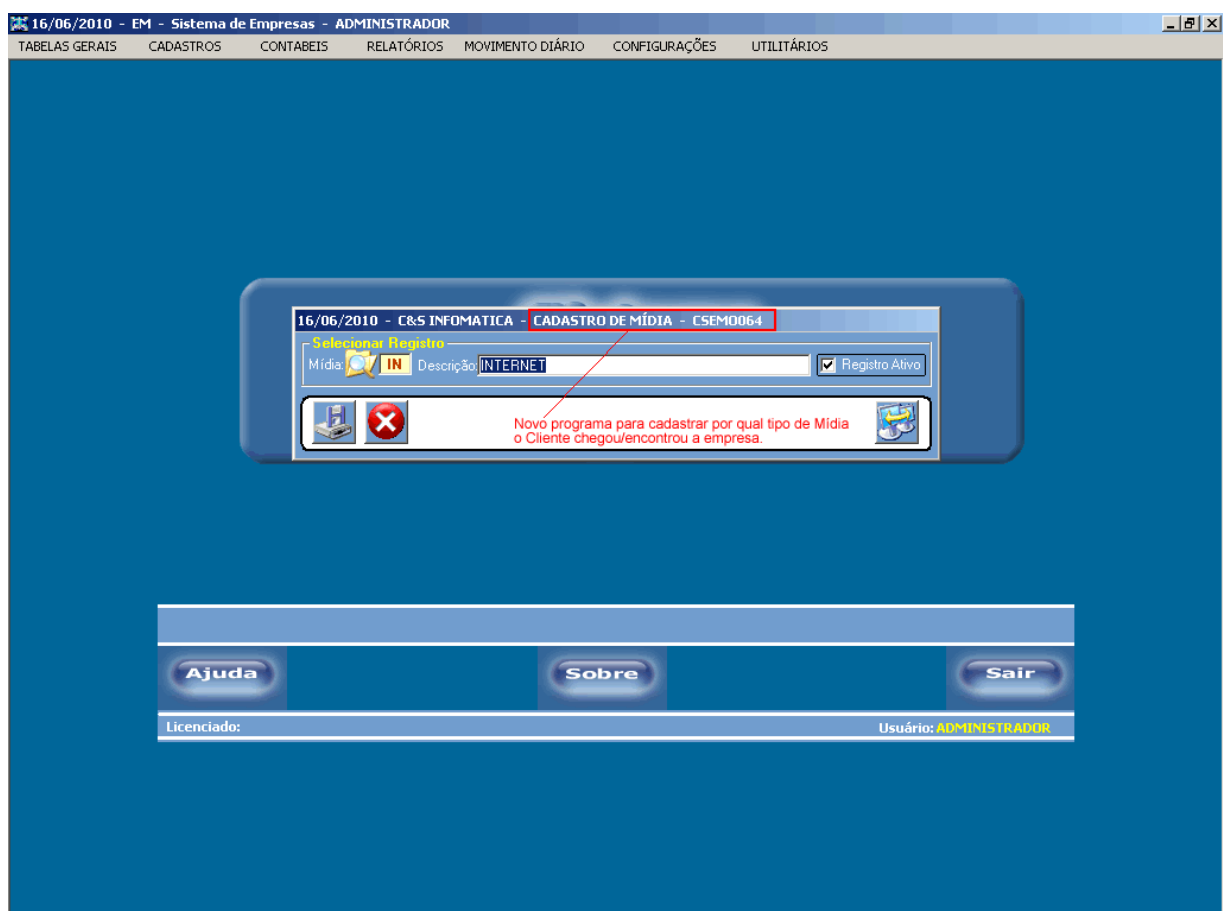 16/06/2010 - EM - Sistema de Empresas - ADMINISTRADOR
TABELAS GERAIS CADASTROS CONTABEIS RELATÓRIOS MOVIMENTO DIÁRIO CONFIGURAÇÕES UTILITÁRIOS
16/06/2010 - C&S INFOMATICA - CADASTRO DE MÍDIA - CSEMO064
Selecionar Registro
Mídia: IN Descrição: INTERNET Registro Ativo
Novo programa para cadastrar por qual tipo de Mídia
o Cliente chegou/encontrou a empresa.
Ajuda Sobre Sair
Licenciado: Usuário: ADMINISTRADOR